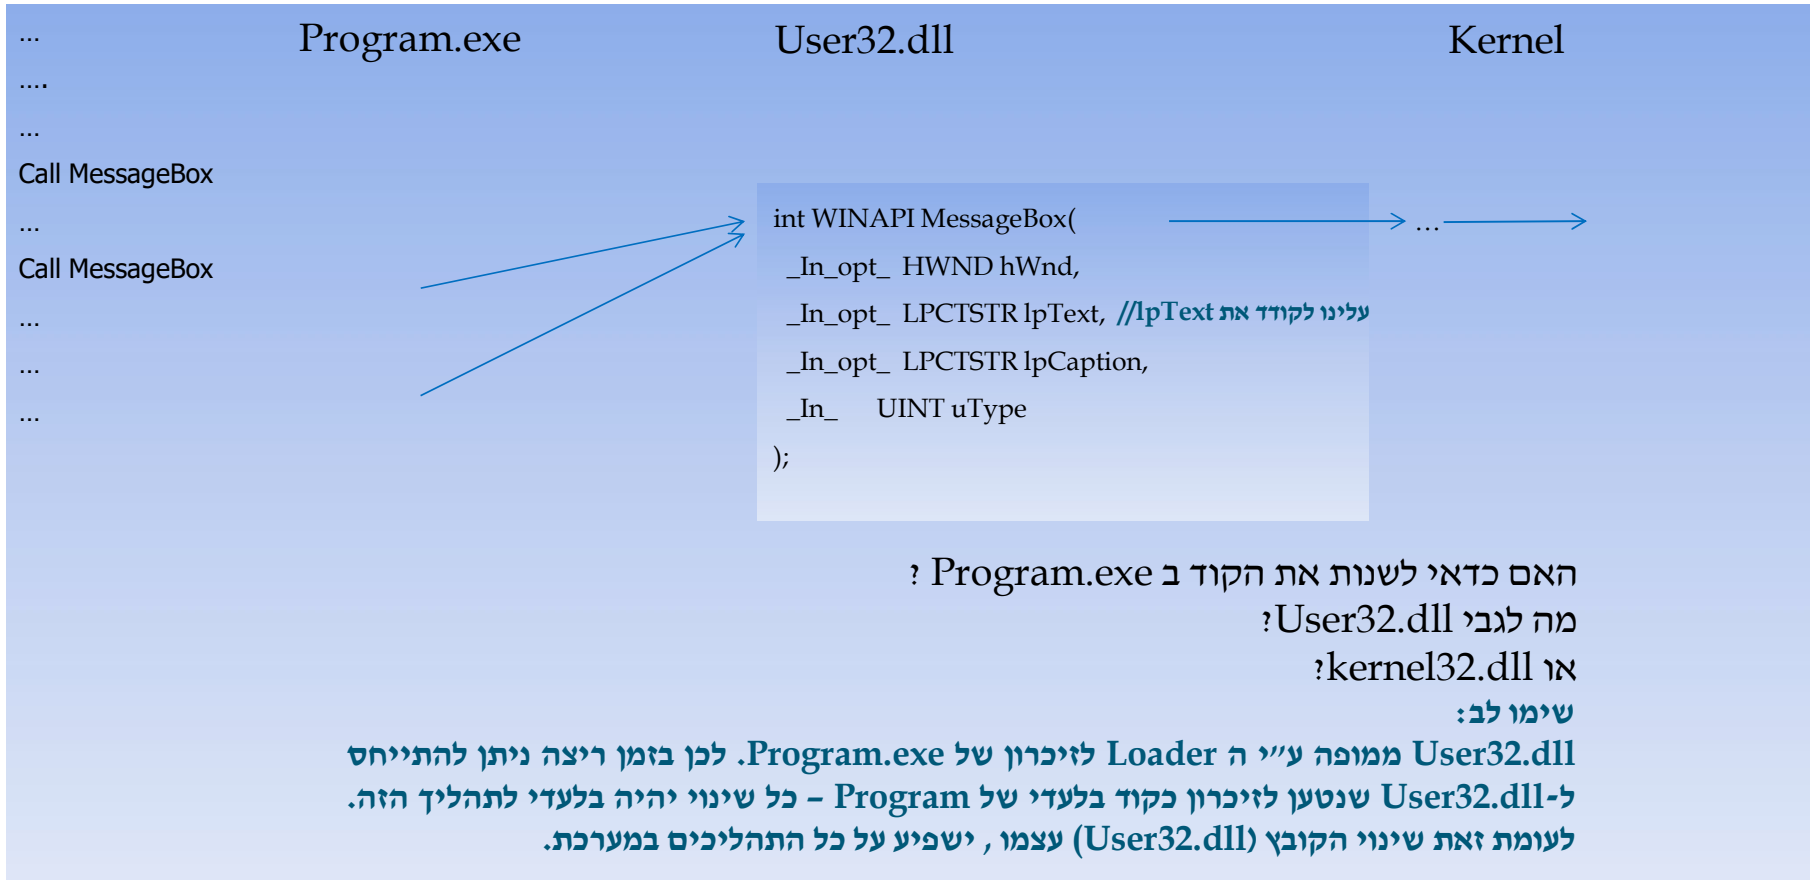 Program.exe
User32.dll
Kernel
...
....
...
Call MessageBox
...
Call MessageBox
...
...
...
int WINAPI MessageBox(
_In_opt_ HWND hWnd,
_In_opt_ LPCTSTR lpText, //עלינו לקודד את lpText
_In_opt_ LPCTSTR lpCaption,
_In_ UINT uType
);
...
האם כדאי לשנות את הקוד ב Program.exe ?
מה לגבי User32.dll?
או kernel32.dll?
שימו לב:
User32.dll ממופה ע"י ה Loader לזיכרון של Program.exe. לכן בזמן ריצה ניתן להתייחס
ל-User32.dll שנטען לזיכרון כקוד בלעדי של Program – כל שינוי יהיה בלעדי לתהליך הזה.
לעומת זאת שינוי הקובץ (User32.dll) עצמו , ישפיע על כל התהליכים במערכת.